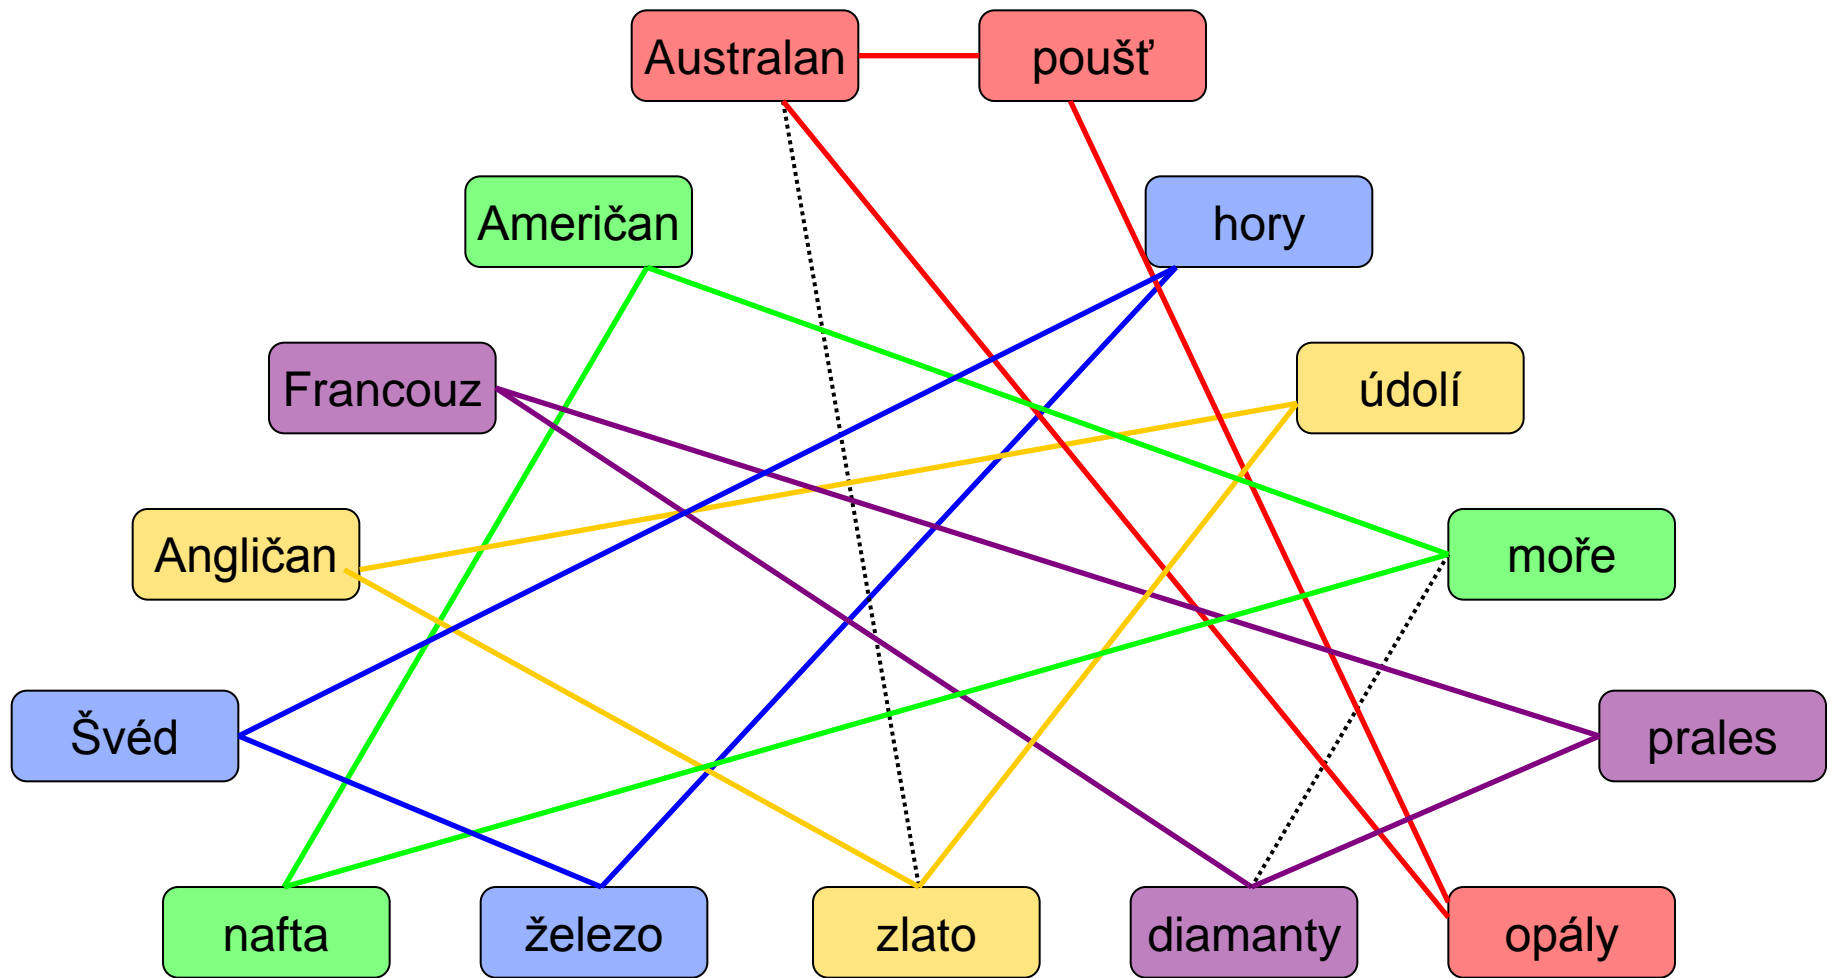 Australan
poušť
Američan
hory
Francouz
údolí
Angličan
moře
Švéd
prales
nafta
železo
zlato
diamanty
opály